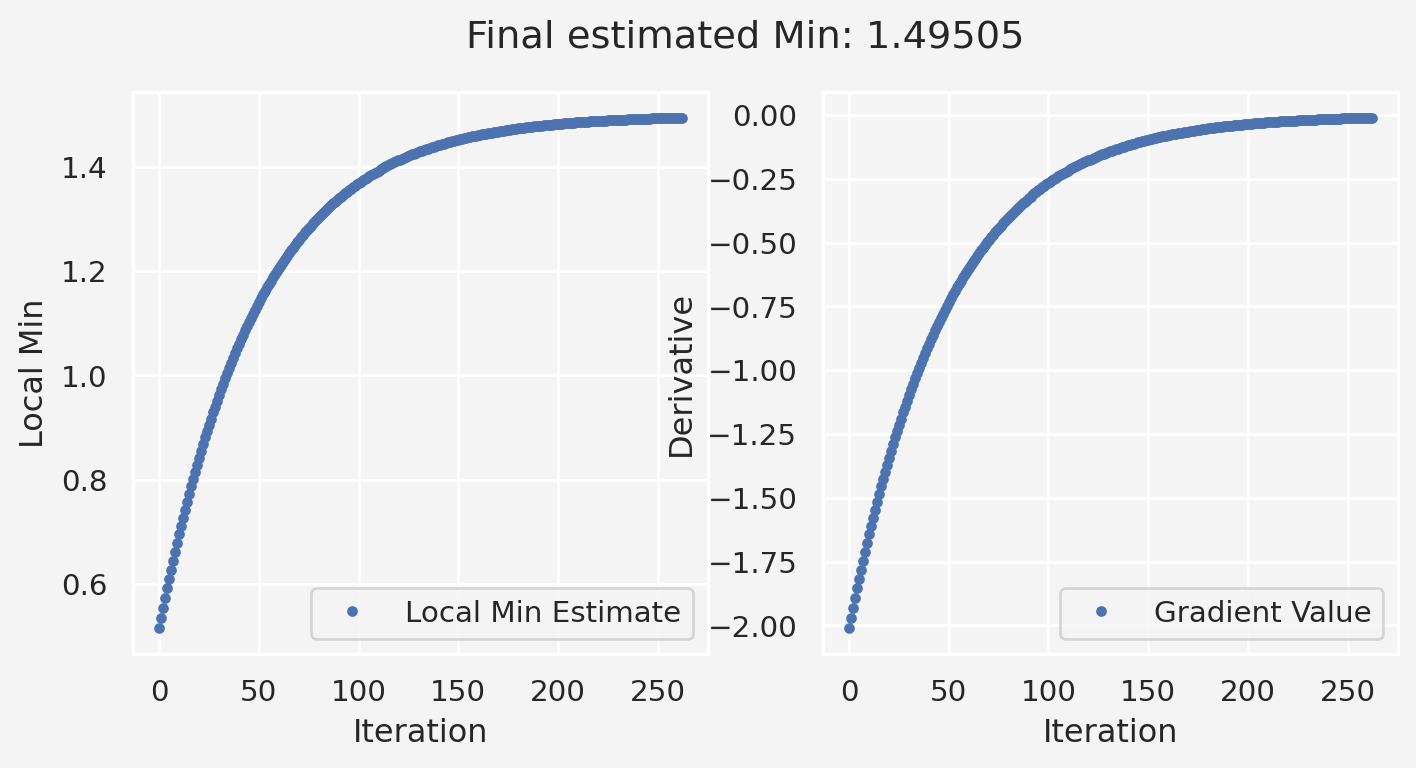 Final estimated Min: 1.49505
Local Min
1.4
1.2
1.0
0.8
0.6
Local Min Estimate
0 50 100 150 200 250
Iteration
Derivative
0.00
−0.25
−0.50
−0.75
−1.00
−1.25
−1.50
−1.75
−2.00
Gradient Value
0 50 100 150 200 250
Iteration